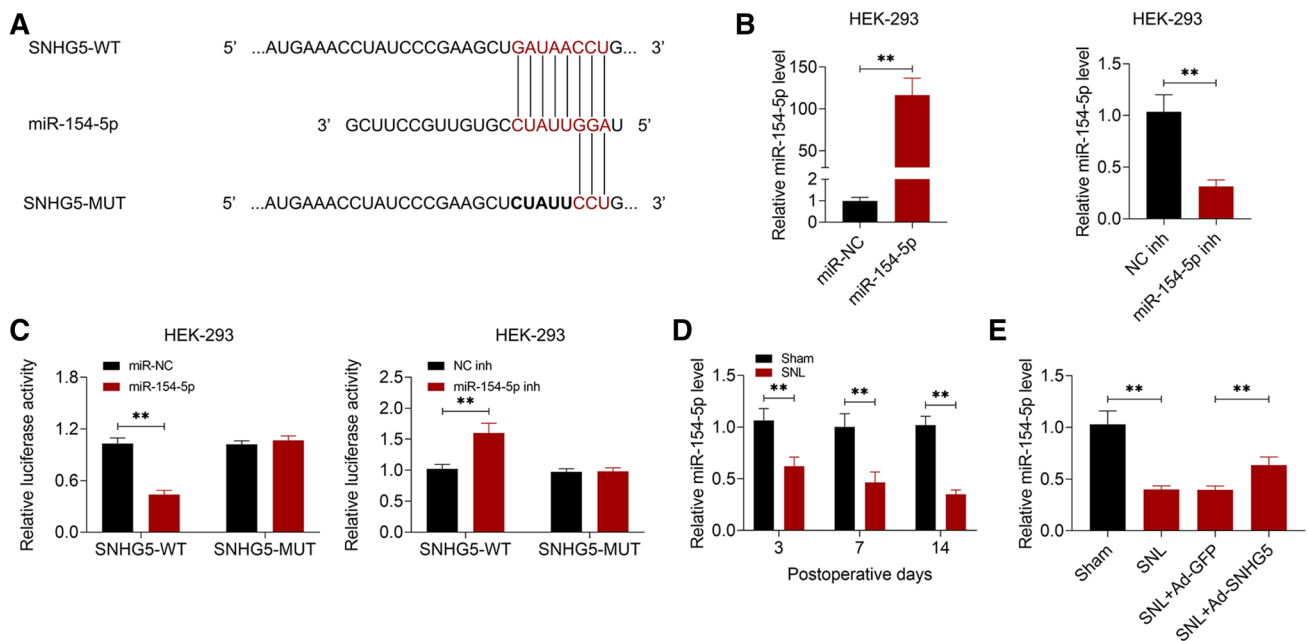 A
SNHG5-WT 5’ ...AUGAAACCUAUCCCGAAGCUGAUAACCUG... 3’
miR-154-5p 3’ GCUUCCGUUGUGCCUAUUGGAU 5’
SNHG5-MUT 5’ ...AUGAAACCUAUCCCGAAGCUCUAUUCCUG... 3’
B
HEK-293
Relative miR-154-5p level
150
100
50
2
1
0
**
miR-NC
miR-154-5p
HEK-293
Relative miR-154-5p level
1.5
1.0
0.5
0.0
**
NC inh
miR-154-5p inh
C
HEK-293
miR-NC
miR-154-5p
Relative luciferase activity
1.8
1.2
0.6
0.0
**
SNHG5-WT SNHG5-MUT
HEK-293
NC inh
miR-154-5p inh
Relative luciferase activity
2.5
2.0
1.5
1.0
0.5
0.0
**
SNHG5-WT SNHG5-MUT
D
Sham
SNL
Relative miR-154-5p level
1.5
1.0
0.5
0.0
** ** **
3 7 14
Postoperative days
E
Relative miR-154-5p level
1.5
1.0
0.5
0.0
** **
Sham
SNL
SNL+Ad-GFP
SNL+Ad-SNHG5